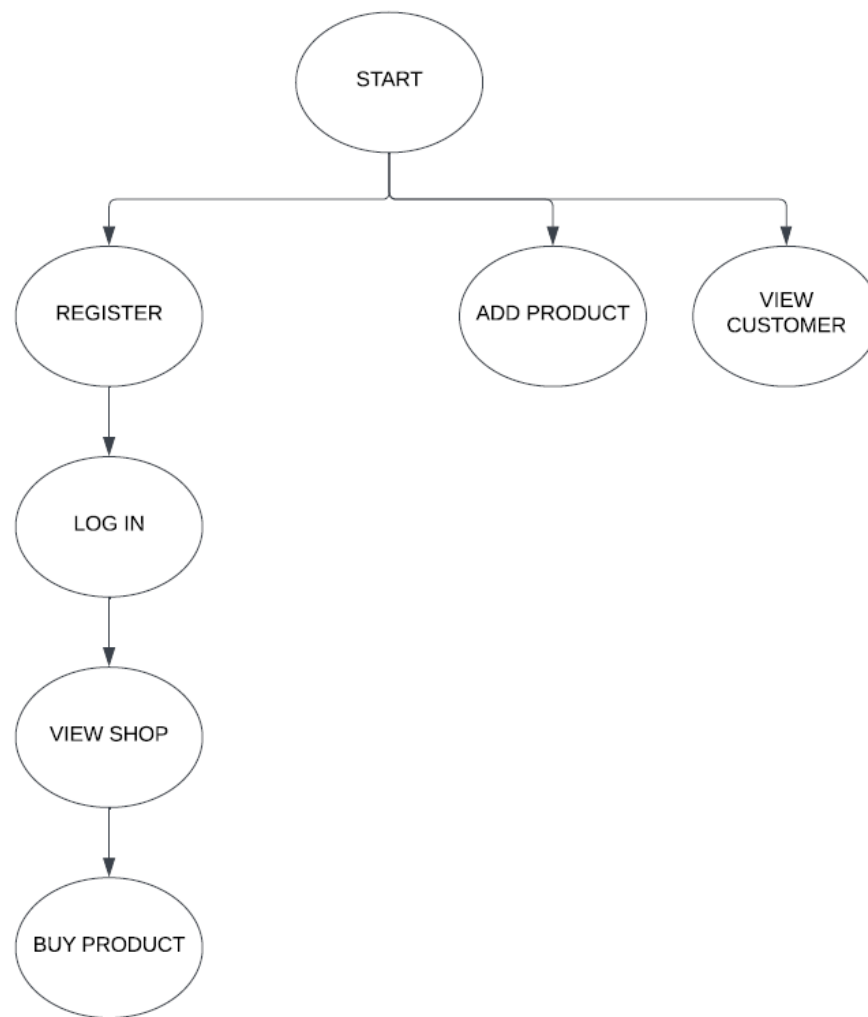 START
REGISTER
ADD PRODUCT
VIEW
CUSTOMER
LOG IN
VIEW SHOP
BUY PRODUCT